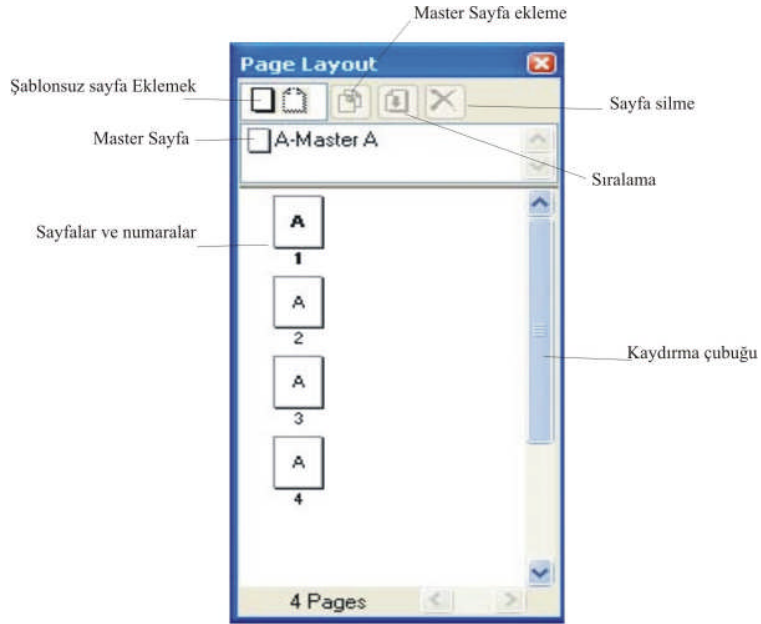 Master Sayfa ekleme
Page Layout
Şablonsuz sayfa Eklemek
Sayfa silme
Master Sayfa
A-Master A
Sıralama
Sayfalar ve numaralar
A
1
A
2
A
3
Kaydırma çubuğu
A
4
4 Pages